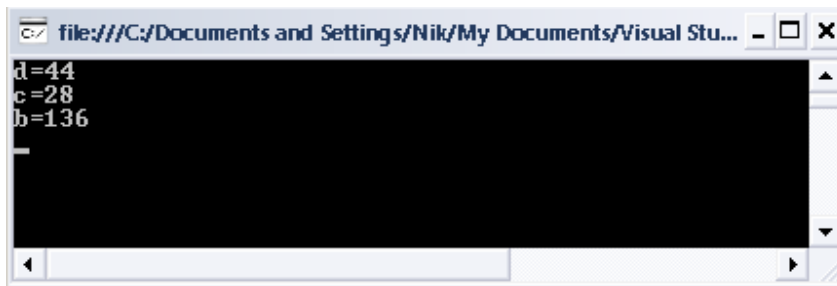 file:///C:/Documents and Settings/Nik/My Documents/Visual Stu...
d=44
c=28
b=136